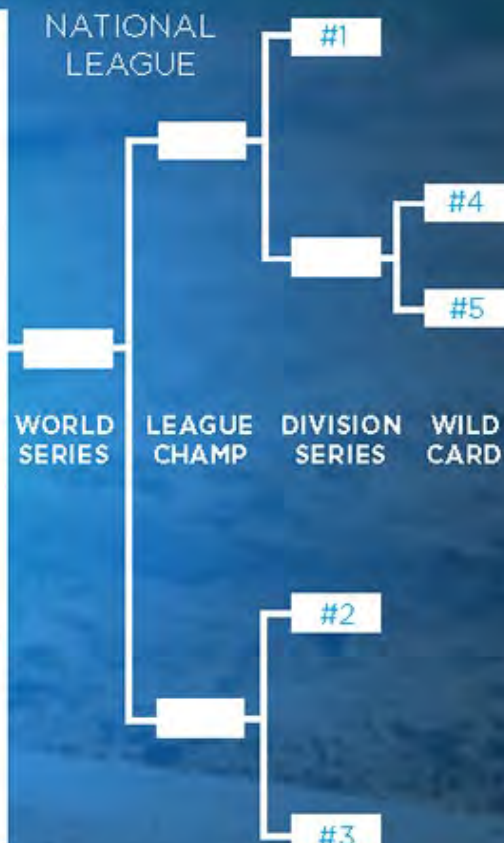 NATIONAL
LEAGUE
#1
#4
#5
WORLD
SERIES
LEAGUE
CHAMP
DIVISION
SERIES
WILD
CARD
#2
#3